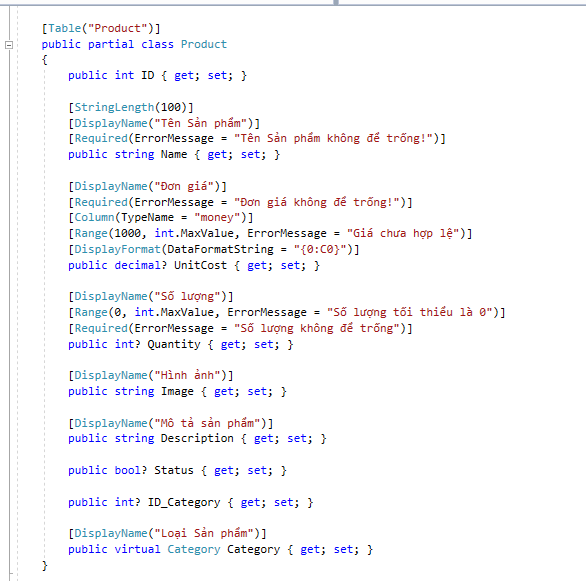 [Table("Product")]
public partial class Product
{
public int ID { get; set; }
[StringLength(100)]
[DisplayName("Tên Sản phẩm")]
[Required(ErrorMessage = "Tên Sản phẩm không để trống!")]
public string Name { get; set; }
[DisplayName("Đơn giá")]
[Required(ErrorMessage = "Đơn giá không để trống!")]
[Column(TypeName = "money")]
[Range(1000, int.MaxValue, ErrorMessage = "Giá chưa hợp lệ")]
[DisplayFormat(DataFormatString = "{0:C0}")]
public decimal? UnitCost { get; set; }
[DisplayName("Số lượng")]
[Range(0, int.MaxValue, ErrorMessage = "Số lượng tối thiểu là 0")]
[Required(ErrorMessage = "Số lượng không để trống")]
public int? Quantity { get; set; }
[DisplayName("Hình ảnh")]
public string Image { get; set; }
[DisplayName("Mô tả sản phẩm")]
public string Description { get; set; }
public bool? Status { get; set; }
public int? ID_Category { get; set; }
[DisplayName("Loại Sản phẩm")]
public virtual Category Category { get; set; }
}